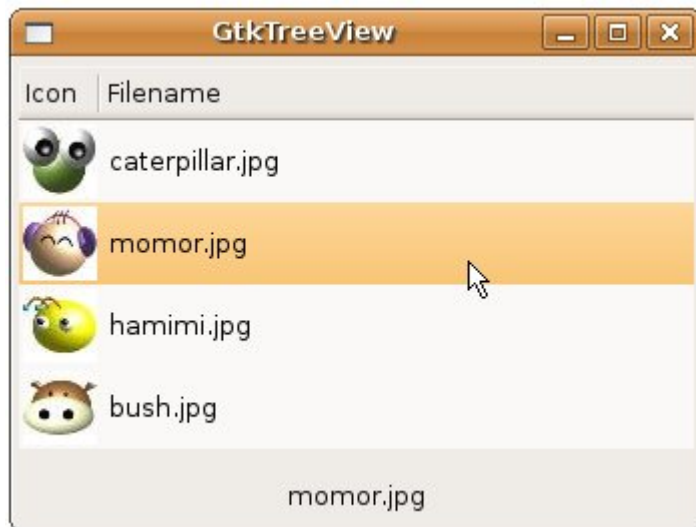 GtkTreeView
Icon Filename
caterpillar.jpg
momor.jpg
hamimi.jpg
bush.jpg
momor.jpg